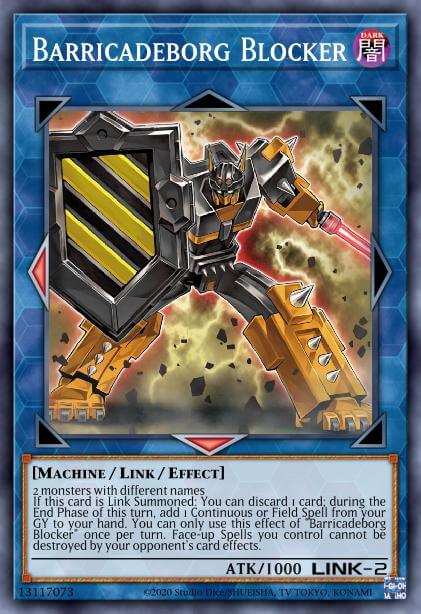 BARRICADEBORG BLOCKER
DARK
闇
[MACHINE / LINK / EFFECT]
2 monsters with different names
If this card is Link Summoned: You can discard 1 card; during the
End Phase of this turn, add 1 Continuous or Field Spell from your
GY to your hand. You can only use this effect of "Barricadeborg
Blocker" once per turn. Face-up Spells you control cannot be
destroyed by your opponent's card effects.
ATK/1000 LINK-2
13117073 ©2020 Studio Dice/SHUEISHA, TV TOKYO, KONAMI